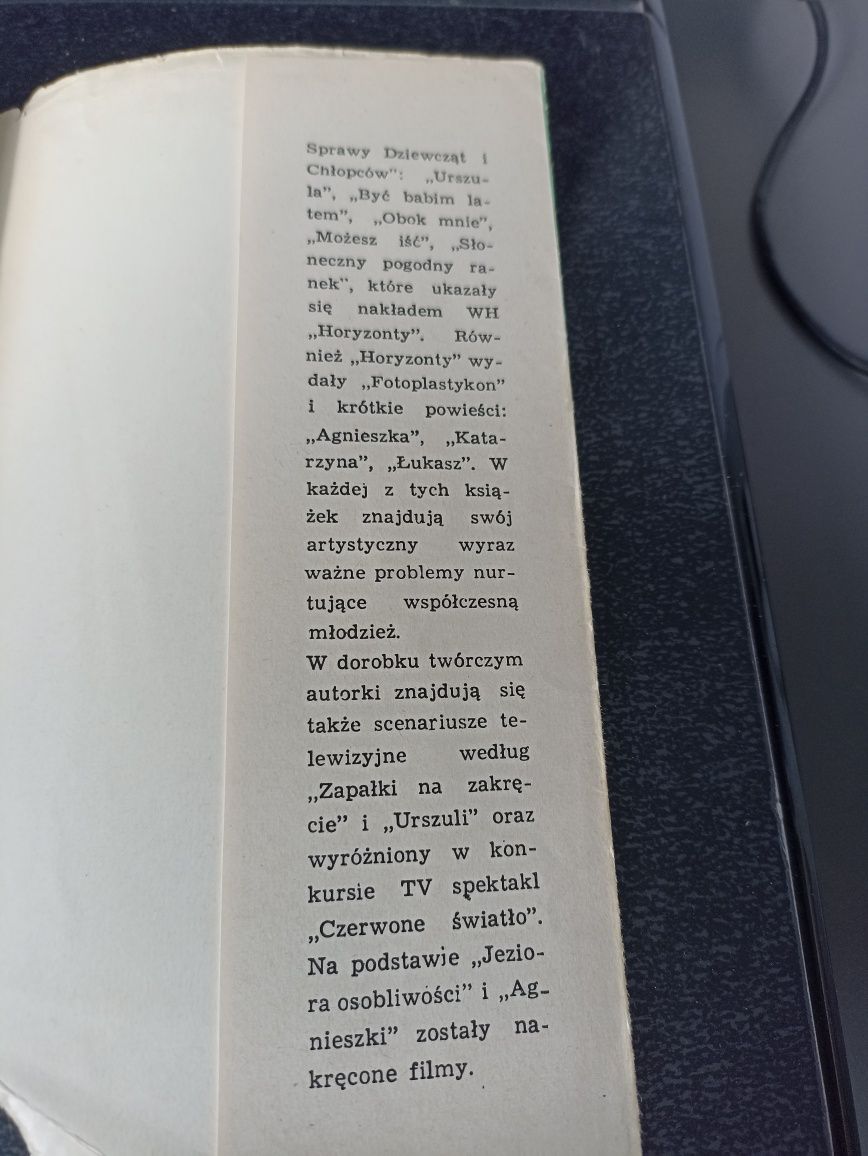 Sprawy Dziewcząt i
Chłopców": „Urszu-
la", „Być babim la-
tem", „Obok mnie",
„Możesz iść", „Sło-
neczny pogodny ra-
nek", które ukazały
się nakładem WH
„Horyzonty". Rów-
nież „Horyzonty" wy-
dały „Fotoplastykon"
i krótkie powieści:
„Agnieszka", „Kata-
rzyna", „Łukasz". W
każdej z tych ksią-
żek znajdują swój
artystyczny wyraz
ważne problemy nur-
tujące współczesną
młodzież.
W dorobku twórczym
autorki znajdują się
także scenariusze te-
lewizyjne według
„Zapałki na zakrę-
cie" i „Urszuli" oraz
wyróżniony w kon-
kursie TV spektakl
„Czerwone światło".
Na podstawie „Jezio-
ra osobliwości" i „Ag-
nieszki" zostały na-
kręcone filmy.